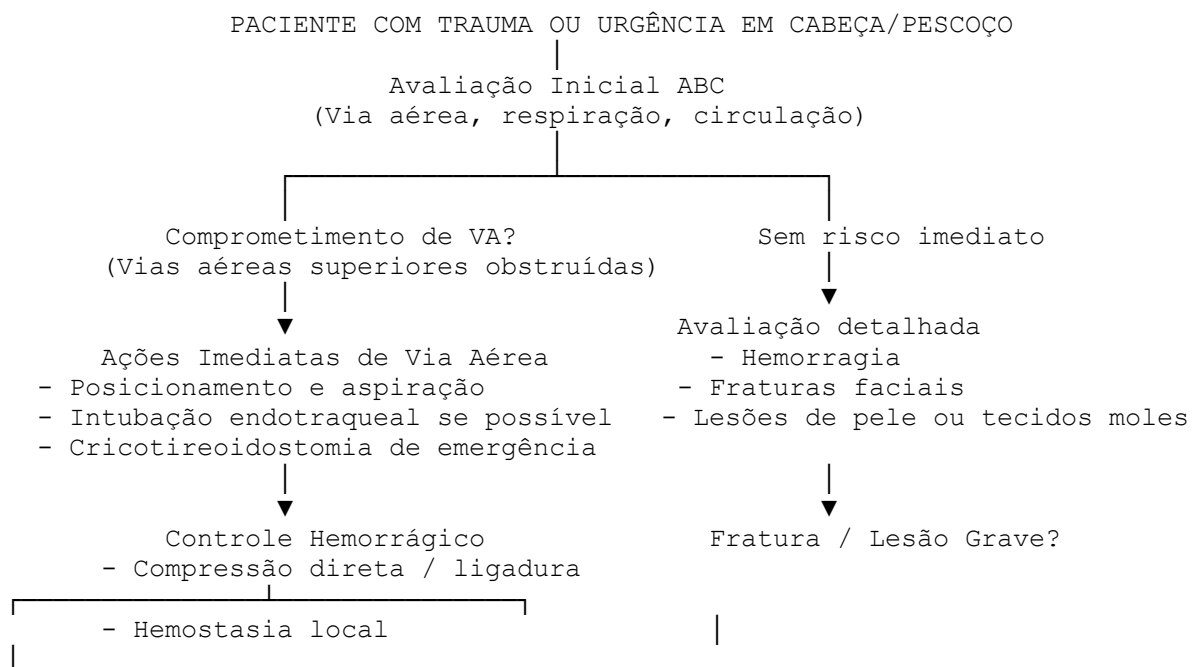 PACIENTE COM TRAUMA OU URGÊNCIA EM CABEÇA/PESCOÇO
Avaliação Inicial ABC
(Via aérea, respiração, circulação)
Comprometimento de VA? Sem risco imediato
(Vias aéreas superiores obstruídas)
Avaliação detalhada
Ações Imediatas de Via Aérea - Hemorragia
- Posicionamento e aspiração - Fraturas faciais
- Intubação endotraqueal se possível - Lesões de pele ou tecidos moles
- Cricotireoidostomia de emergência
Controle Hemorrágico Fratura / Lesão Grave?
- Compressão direta / ligadura
- Hemostasia local